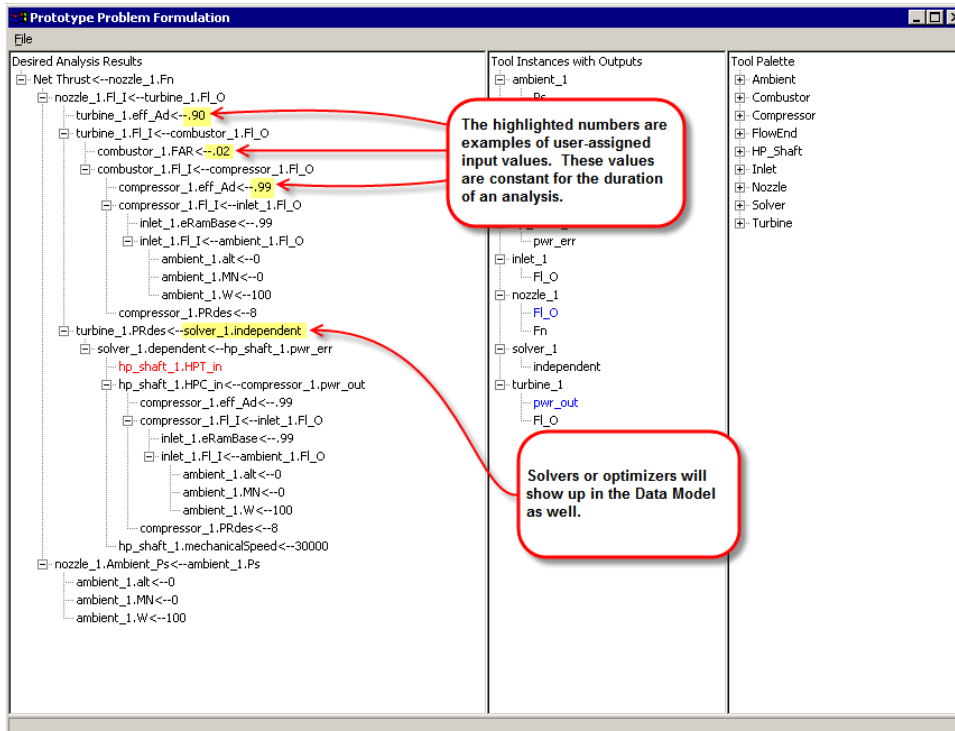 Prototype Problem Formulation
File
Desired Analysis Results
Net Thrust<--nozzle_1.Fn
nozzle_1.Fl_I<--turbine_1.Fl_O
turbine_1.eff_Ad<--.90
turbine_1.Fl_I<--combustor_1.Fl_O
combustor_1.FAR<--.02
combustor_1.Fl_I<--compressor_1.Fl_O
compressor_1.eff_Ad<--.99
compressor_1.Fl_I<--inlet_1.Fl_O
inlet_1.eRamBase<--.99
inlet_1.Fl_I<--ambient_1.Fl_O
ambient_1.alt<--0
ambient_1.MN<--0
ambient_1.W<--100
compressor_1.PRdes<--8
turbine_1.PRdes<--solver_1.independent
solver_1.dependent<--hp_shaft_1.pwr_err
hp_shaft_1.HPT_in
hp_shaft_1.HPC_in<--compressor_1.pwr_out
compressor_1.eff_Ad<--.99
compressor_1.Fl_I<--inlet_1.Fl_O
inlet_1.eRamBase<--.99
inlet_1.Fl_I<--ambient_1.Fl_O
ambient_1.alt<--0
ambient_1.MN<--0
ambient_1.W<--100
compressor_1.PRdes<--8
hp_shaft_1.mechanicalSpeed<--30000
nozzle_1.Ambient_Ps<--ambient_1.Ps
ambient_1.alt<--0
ambient_1.MN<--0
ambient_1.W<--100
Tool Instances with Outputs
ambient_1
pwr_err
inlet_1
Fl_O
nozzle_1
Fl_O
Fn
solver_1
independent
turbine_1
pwr_out
Fl_O
Tool Palette
Ambient
Combustor
Compressor
FlowEnd
HP_Shaft
Inlet
Nozzle
Solver
Turbine
The highlighted numbers are
examples of user-assigned
input values. These values
are constant for the duration
of an analysis.
Solvers or optimizers will
show up in the Data Model
as well.